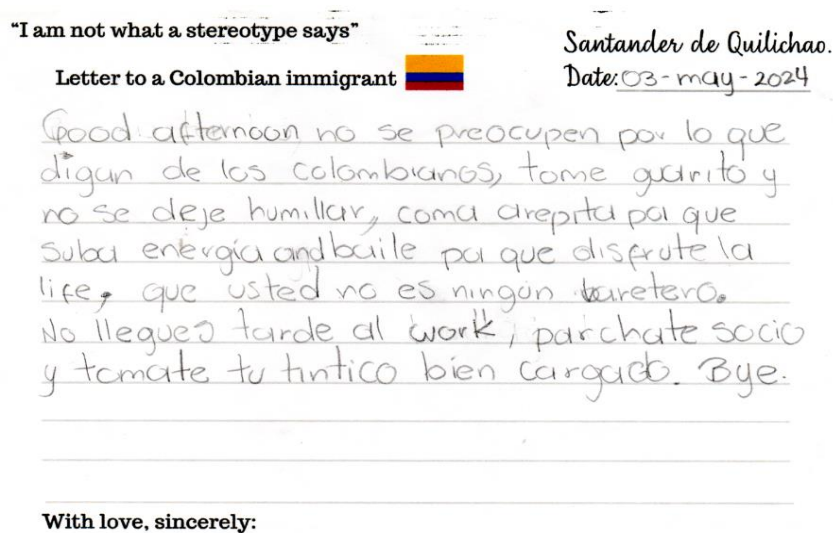 “I am not what a stereotype says”
Santander de Quilichao.
Letter to a Colombian immigrant
Date: 03-may-2024
Good afternoon no se preocupen por lo que
digan de los colombianos, tome guarito y
no se deje humillar, coma arepita pa que
suba energía and baile pa que disfrute la
life, que usted no es ningún baretero.
No llegues tarde al work, parchate socio
y tomate tu tintico bien cargado. Bye.
With love, sincerely: